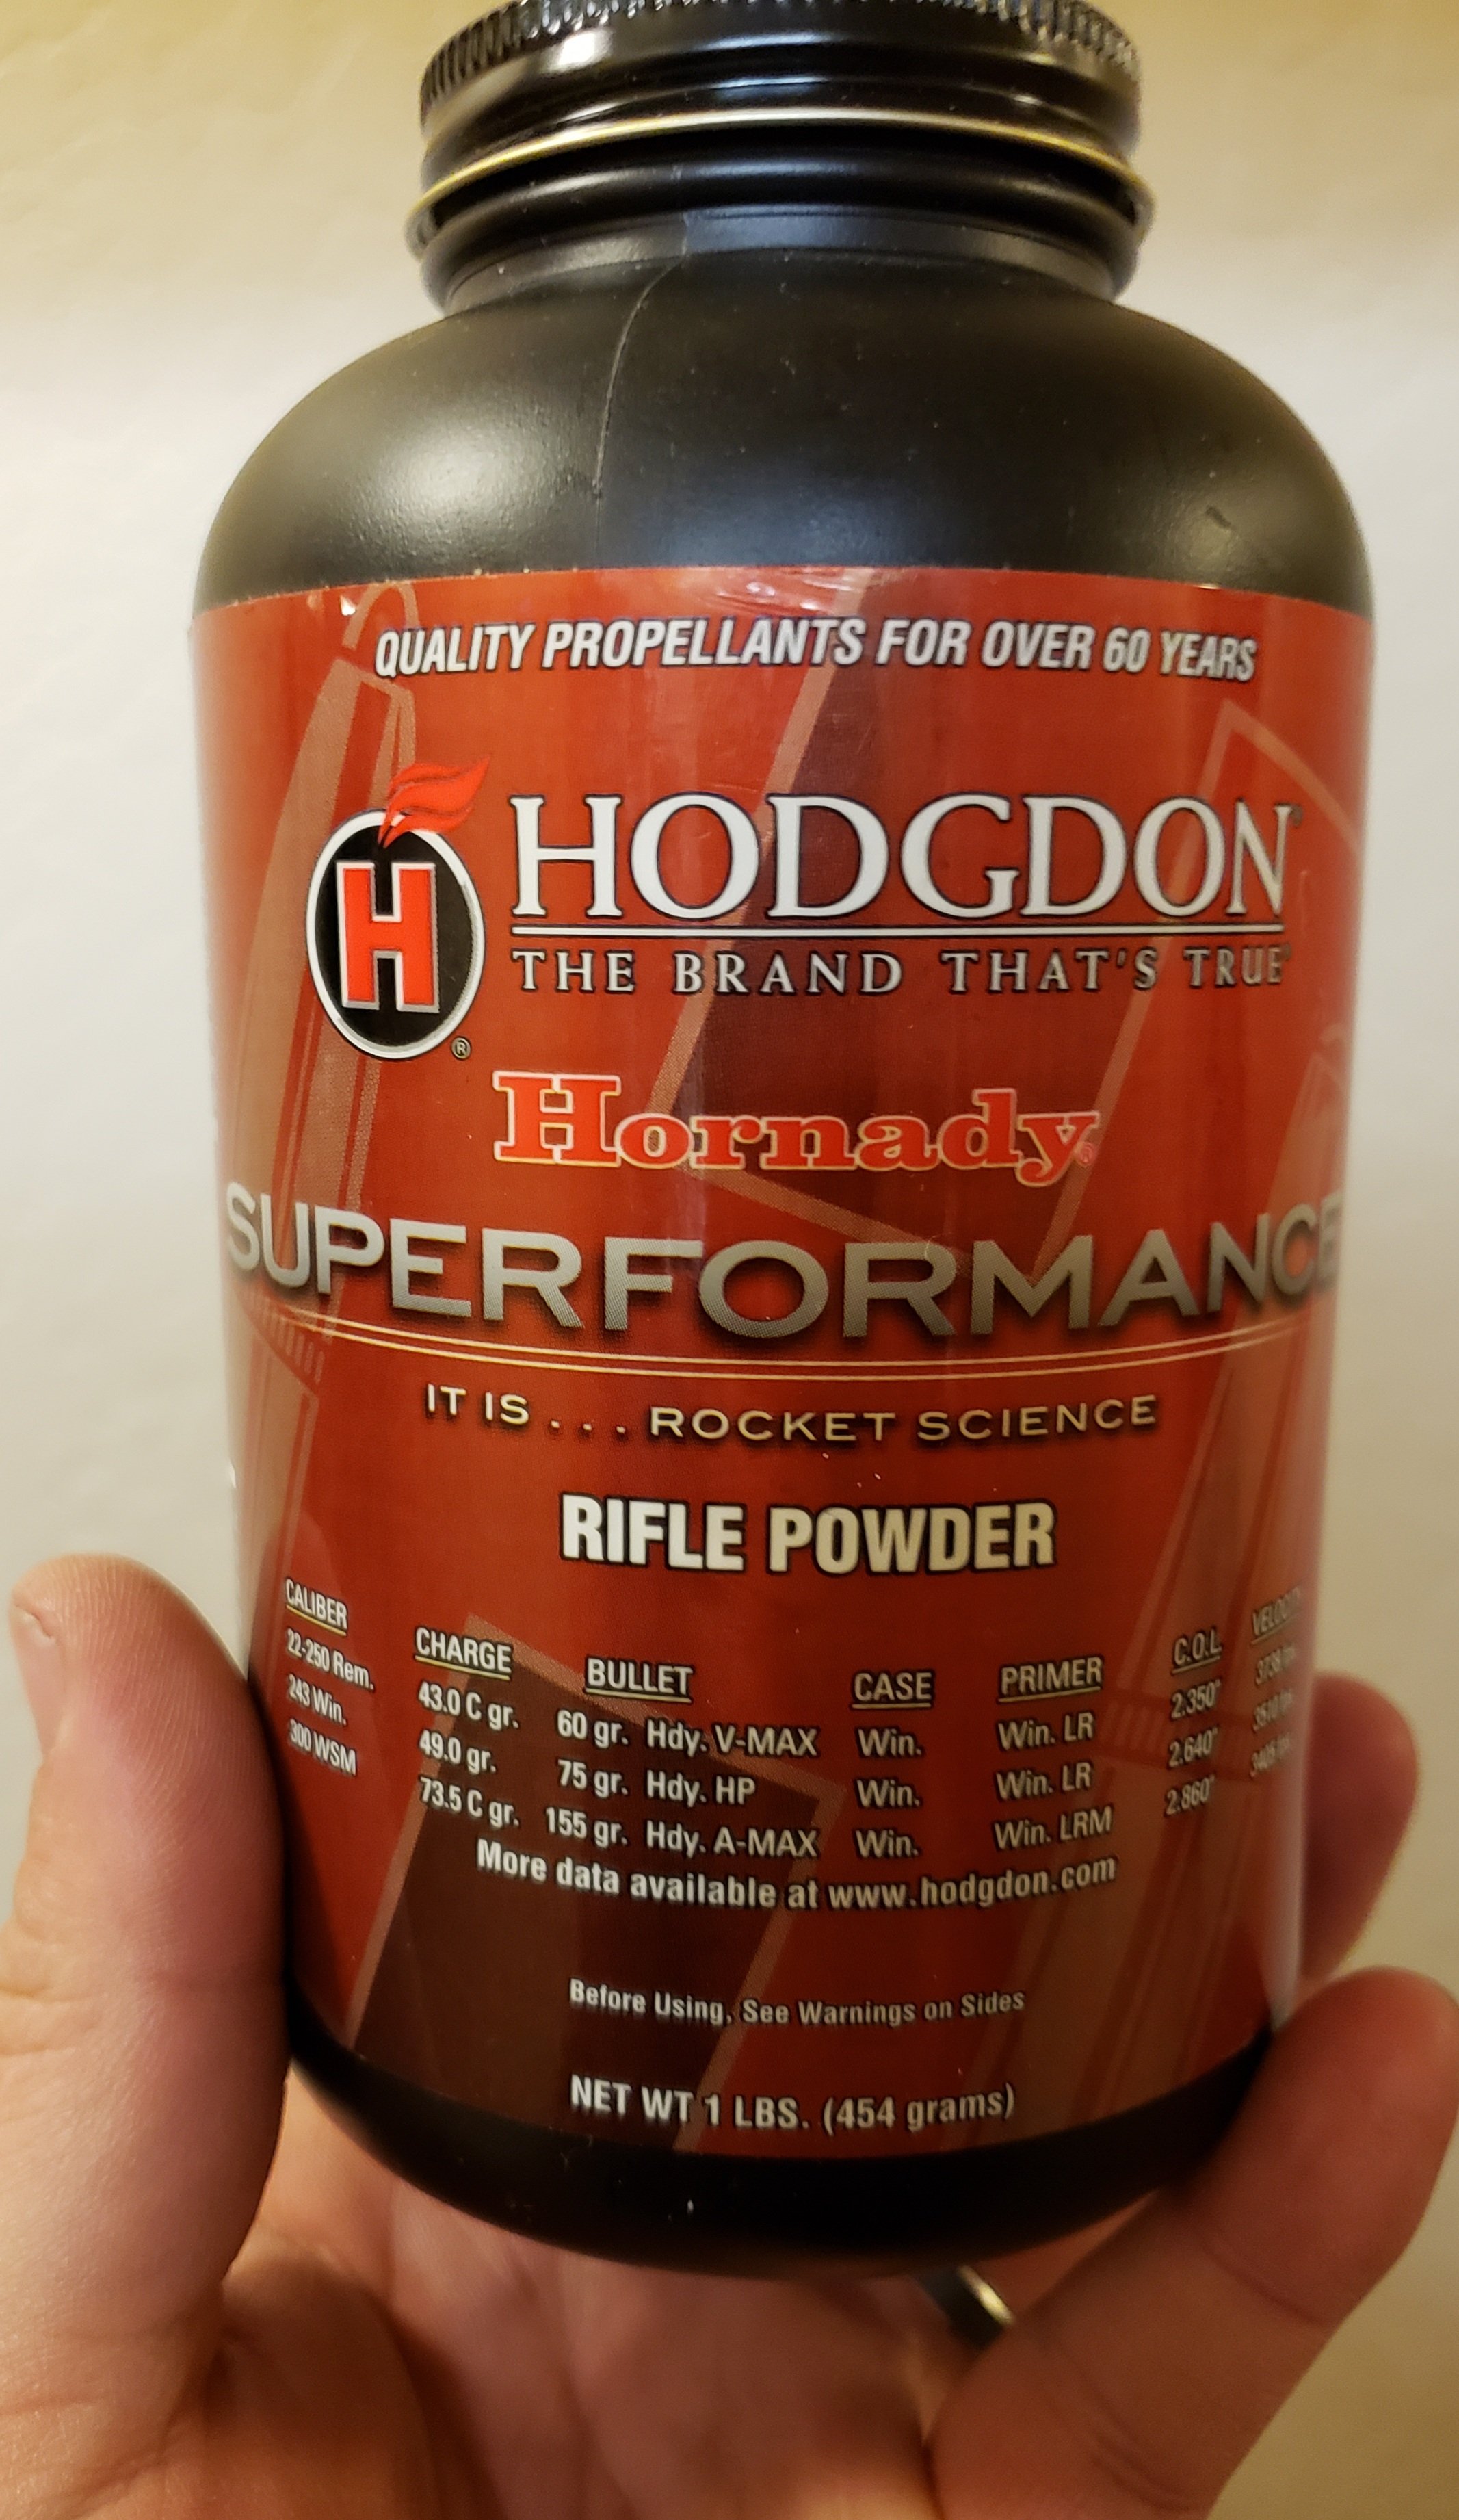 QUALITY PROPELLANTS FOR OVER 60 YEARS
H
®
HODGDON®
THE BRAND THAT'S TRUE®
Hornady®
SUPERFORMANCE
IT IS . . . ROCKET SCIENCE
RIFLE POWDER
CALIBER CHARGE BULLET CASE PRIMER C.O.L.
22-250 Rem. 43.0 C gr. 60 gr. Hdy. V-MAX Win. Win. LR 2.350"
243 Win. 49.0 gr. 75 gr. Hdy. HP Win. Win. LR 2.640"
300 WSM 73.5 C gr. 155 gr. Hdy. A-MAX Win. Win. LRM 2.860"
More data available at www.hodgdon.com
Before Using, See Warnings on Sides
NET WT 1 LBS. (454 grams)